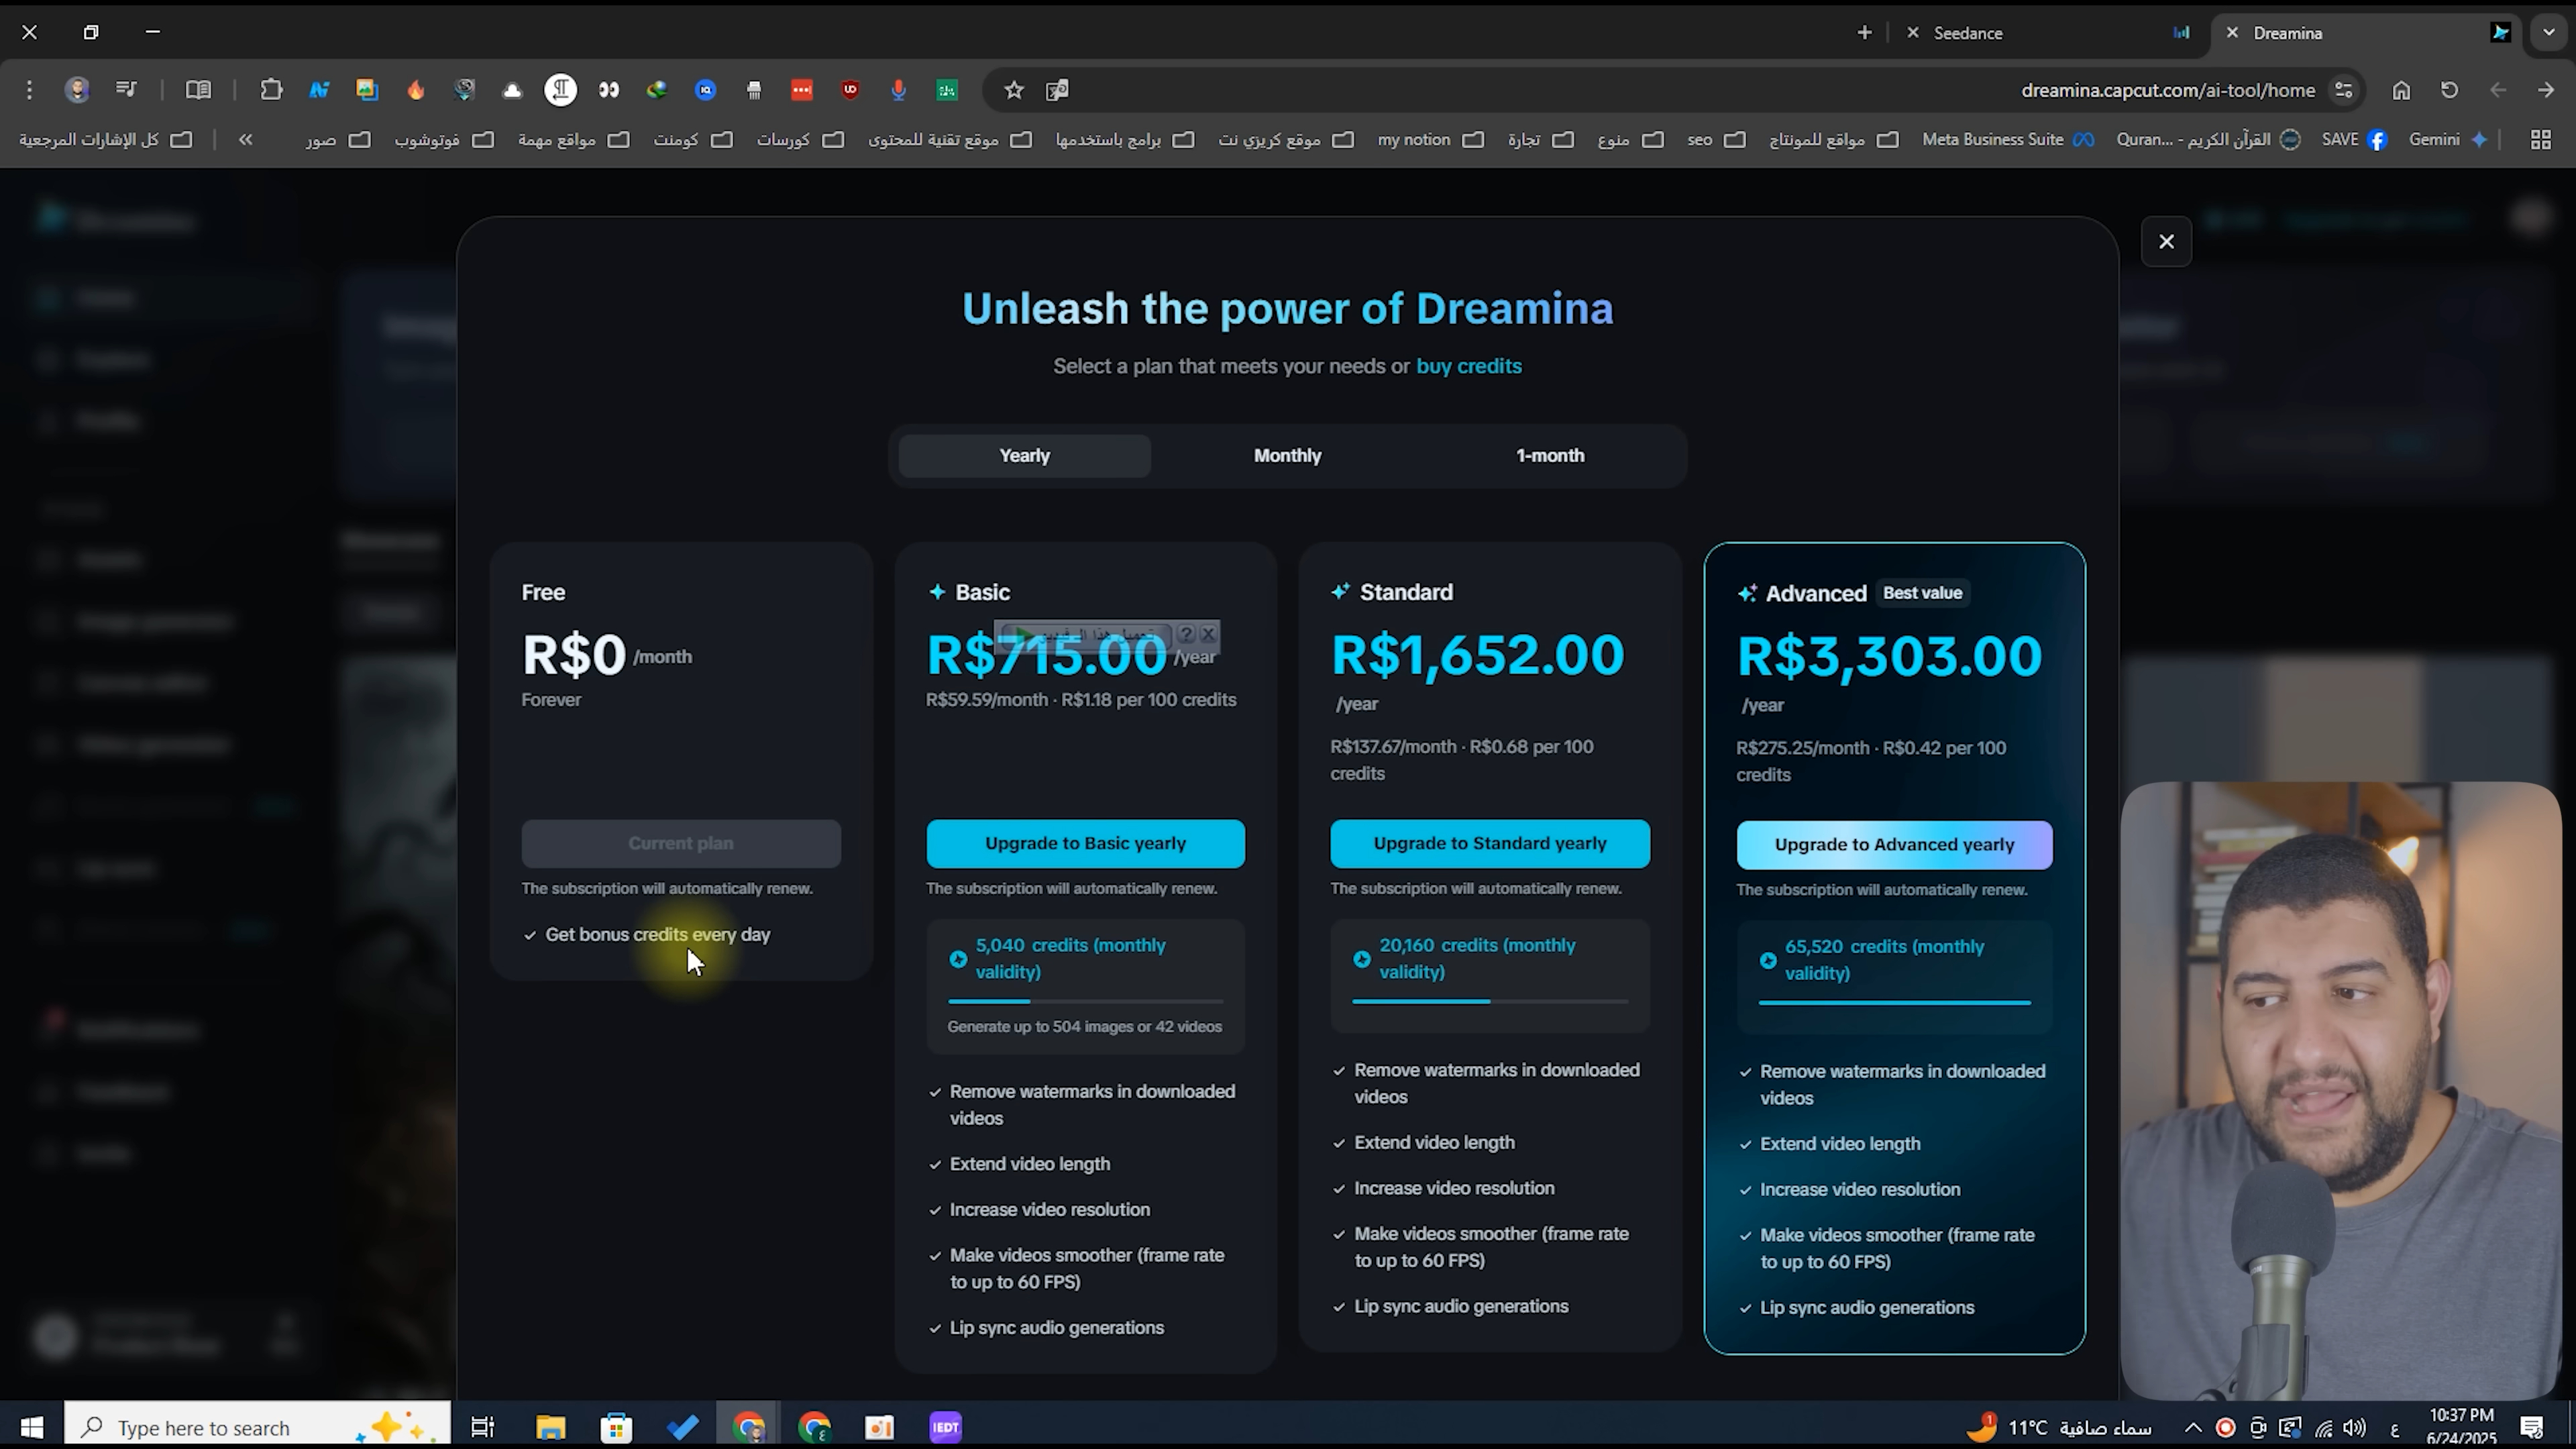 Seedance
Dreamina
dreamina.capcut.com/ai-tool/home
كل الإشارات المرجعية
صور
فوتوشوب
مواقع مهمة
كومنت
كورسات
موقع تقنية للمحتوى
برامج باستخدمها
موقع كريزي نت
my notion
تجارة
منوع
seo
مواقع للمونتاج
Meta Business Suite
القرآن الكريم - ...Quran
SAVE
Gemini
Unleash the power of Dreamina
Select a plan that meets your needs or buy credits
Yearly
Monthly
1-month
Free
R$0 /month
Forever
Current plan
The subscription will automatically renew.
Get bonus credits every day
Basic
R$715.00 /year
R$59.59/month · R$1.18 per 100 credits
Upgrade to Basic yearly
The subscription will automatically renew.
5,040 credits (monthly
validity)
Generate up to 504 images or 42 videos
Remove watermarks in downloaded
videos
Extend video length
Increase video resolution
Make videos smoother (frame rate
to up to 60 FPS)
Lip sync audio generations
Standard
R$1,652.00
/year
R$137.67/month · R$0.68 per 100
credits
Upgrade to Standard yearly
The subscription will automatically renew.
20,160 credits (monthly
validity)
Remove watermarks in downloaded
videos
Extend video length
Increase video resolution
Make videos smoother (frame rate
to up to 60 FPS)
Lip sync audio generations
Advanced Best value
R$3,303.00
/year
R$275.25/month · R$0.42 per 100
credits
Upgrade to Advanced yearly
The subscription will automatically renew.
65,520 credits (monthly
validity)
Remove watermarks in downloaded
videos
Extend video length
Increase video resolution
Make videos smoother (frame rate
to up to 60 FPS)
Lip sync audio generations
Type here to search
IEDT
11°C سماء صافية
ع
10:37 PM
6/24/2025